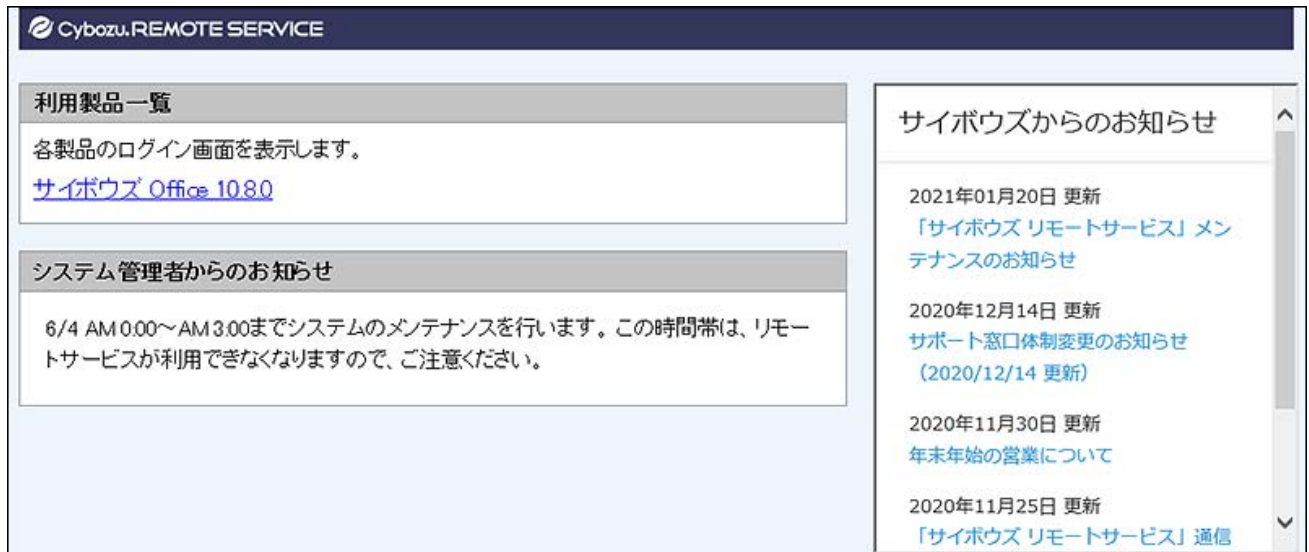 Cybozu.REMOTE SERVICE
利用製品一覧
各製品のログイン画面を表示します。
サイボウズ Office 10.8.0
システム管理者からのお知らせ
6/4 AM 0:00～AM 3:00までシステムのメンテナンスを行います。この時間帯は、リモー
トサービスが利用できなくなりますので、ご注意ください。
サイボウズからのお知らせ
2021年01月20日 更新
「サイボウズ リモートサービス」メン
テナンスのお知らせ
2020年12月14日 更新
サポート窓口体制変更のお知らせ
（2020/12/14 更新）
2020年11月30日 更新
年末年始の営業について
2020年11月25日 更新
「サイボウズ リモートサービス」通信